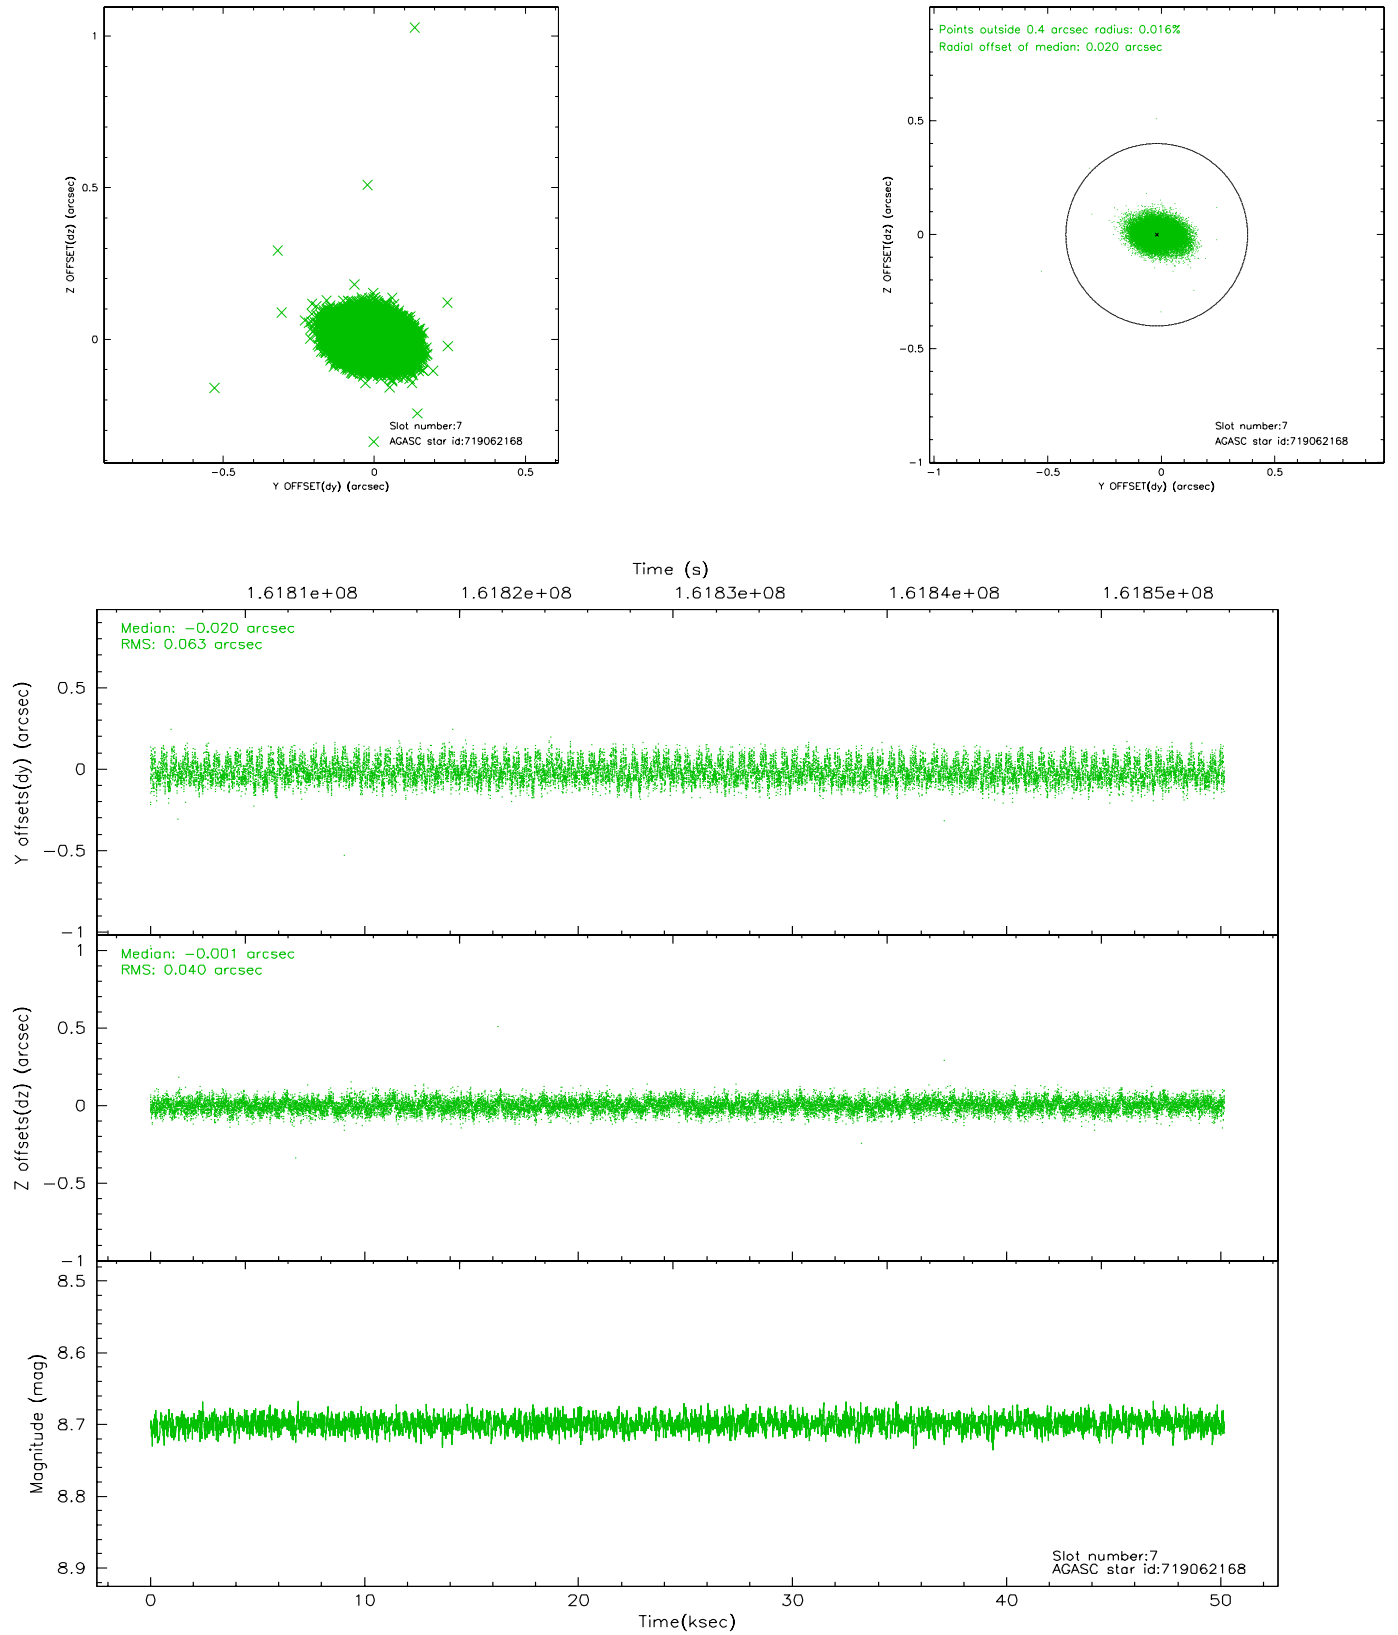 1
0.5
0
Z OFFSET(dz) (arcsec)
Slot number:7
AGASC star id:719062168
−0.5 0 0.5
Y OFFSET(dy) (arcsec)
Points outside 0.4 arcsec radius: 0.016%
Radial offset of median: 0.020 arcsec
0.5
0
−0.5
−1
Z OFFSET(dz) (arcsec)
Slot number:7
AGASC star id:719062168
−1 −0.5 0 0.5
Y OFFSET(dy) (arcsec)
Time (s)
1.6181e+08 1.6182e+08 1.6183e+08 1.6184e+08 1.6185e+08
Median: −0.020 arcsec
RMS: 0.063 arcsec
0.5
0
−0.5
−1
Y offsets(dy) (arcsec)
Median: −0.001 arcsec
RMS: 0.040 arcsec
1
0.5
0
−0.5
−1
Z offsets(dz) (arcsec)
8.5
8.6
8.7
8.8
8.9
Magnitude (mag)
Slot number:7
AGASC star id:719062168
0 10 20 30 40 50
Time(ksec)